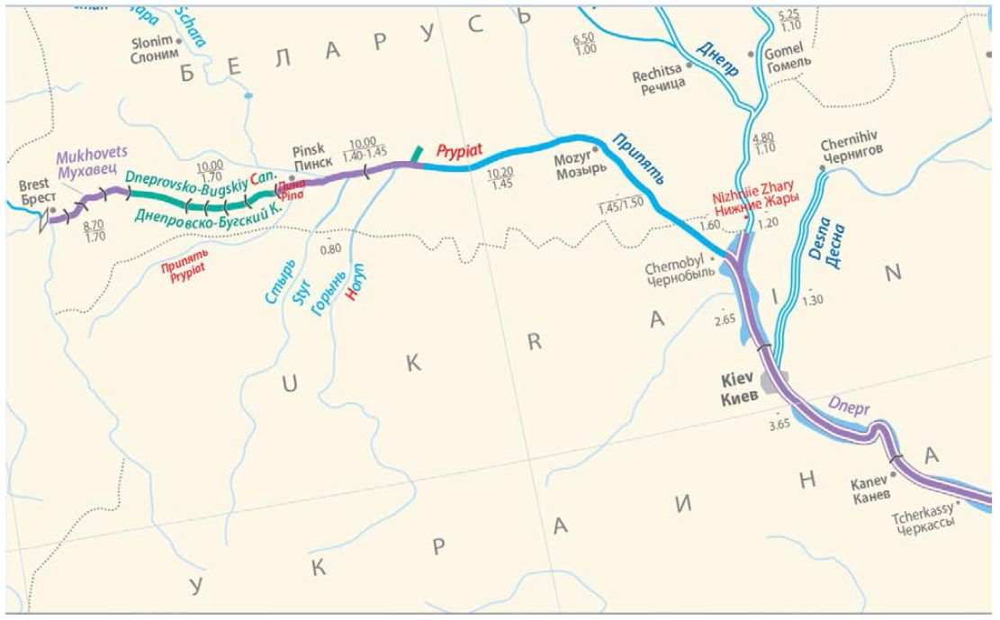 Schara
Slonim
Слоним
БЕЛАРУСЬ
6.50
1.00
5.25
1.10
Днепр
Gomel
Гомель
Rechitsa
Речица
4.80
1.10
Chernihiv
Чернигов
Mukhovets
Мухавец
Brest
Брест
8.70
1.70
10.00
1.70
Dneprovsko-Bugskiy Can.
Днепровско-Бугский К.
Pinsk
Пинск
Пина
Pina
10.00
1.40-1.45
Prypiat
10.20
1.45
Mozyr
Мозырь
Припять
-
1.45/1.50
Nizhniie Zhary
Нижние Жары
1.60
1.20
Desna
Десна
-
1.30
Припять
Prypiat
-
0.80
Стырь
Styr
Горынь
Horyn
Chernobyl
Чернобыль
-
2.65
UKRAIN
Kiev
Киев
-
3.65
Dnepr
Kanev
Канев
Tcherkassy
Черкассы
УКРАИНА